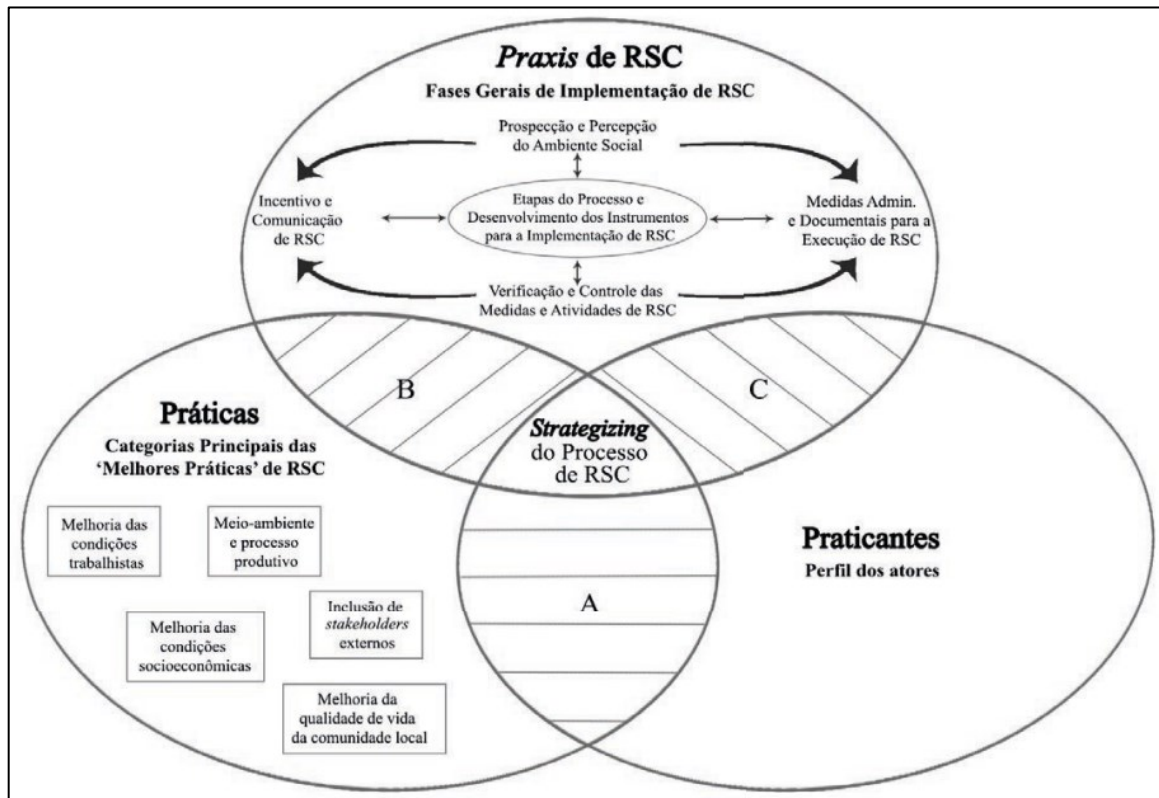 Praxis de RSC
Fases Gerais de Implementação de RSC
Prospecção e Percepção
do Ambiente Social
Incentivo e
Comunicação
de RSC
Etapas do Processo e
Desenvolvimento dos Instrumentos
para a Implementação de RSC
Medidas Admin.
e Documentais para a
Execução de RSC
Verificação e Controle das
Medidas e Atividades de RSC
B
C
Práticas
Categorias Principais das
‘Melhores Práticas’ de RSC
Strategizing
do Processo
de RSC
Melhoria das
condições
trabalhistas
Meio-ambiente
e processo
produtivo
Melhoria das
condições
socioeconômicas
Inclusão de
stakeholders
externos
Melhoria da
qualidade de vida
da comunidade local
A
Praticantes
Perfil dos atores